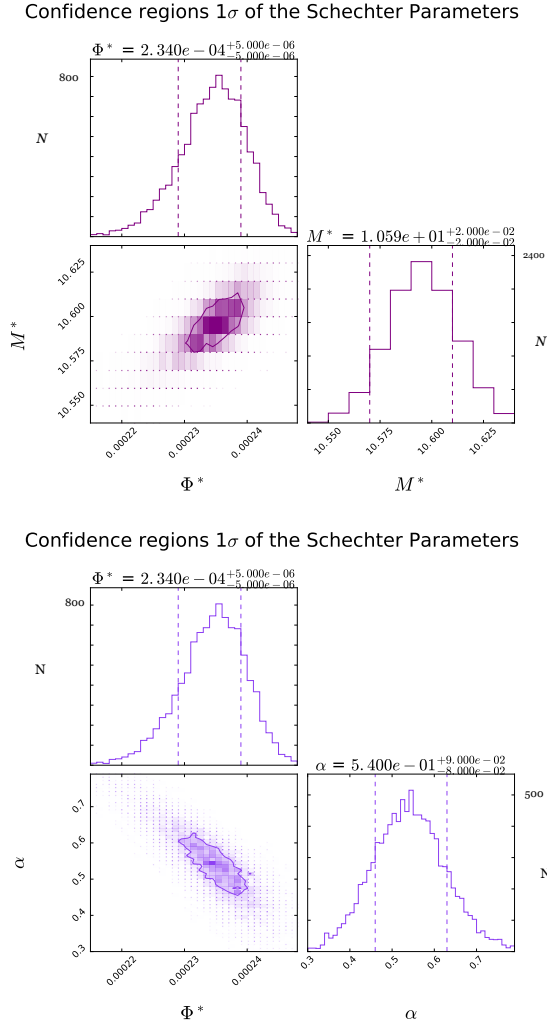 Confidence regions 1σ of the Schechter Parameters
Φ* = 2.340e − 04 +5.000e−06 −5.000e−06
800
N
M* = 1.059e + 01 +2.000e−02 −2.000e−02
10.625
10.600
10.575
10.550
M*
2400
N
0.00022
0.00023
0.00024
Φ*
10.550
10.575
10.600
10.625
M*
Confidence regions 1σ of the Schechter Parameters
Φ* = 2.340e − 04 +5.000e−06 −5.000e−06
800
N
α = 5.400e − 01 +9.000e−02 −8.000e−02
0.7
0.6
0.5
0.4
0.3
α
500
N
0.00022
0.00023
0.00024
Φ*
0.3
0.4
0.5
0.6
0.7
α